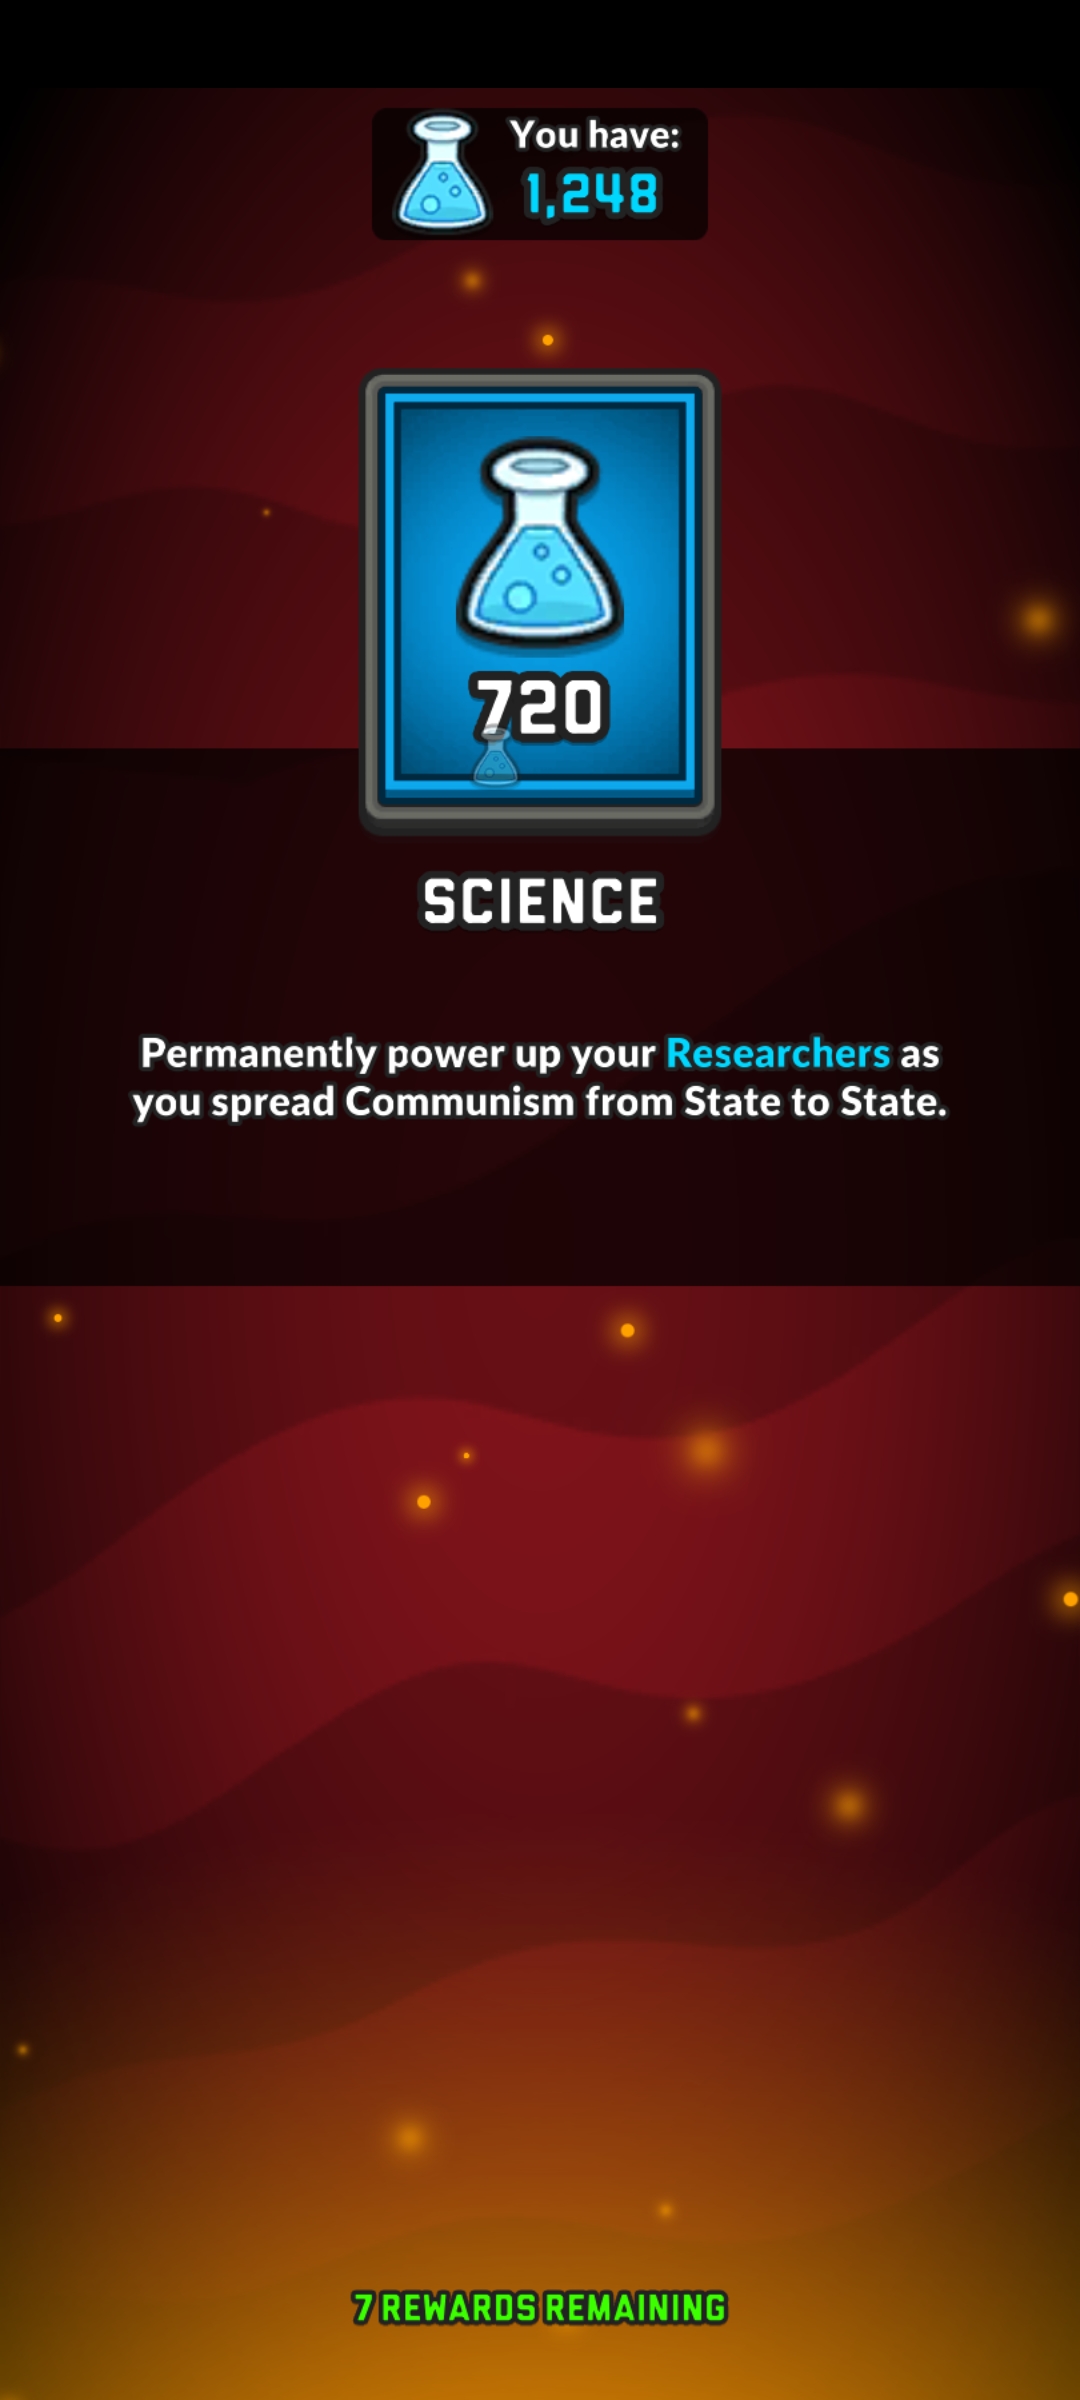 You have:
1,248
720
SCIENCE
Permanently power up your Researchers as
you spread Communism from State to State.
7 REWARDS REMAINING